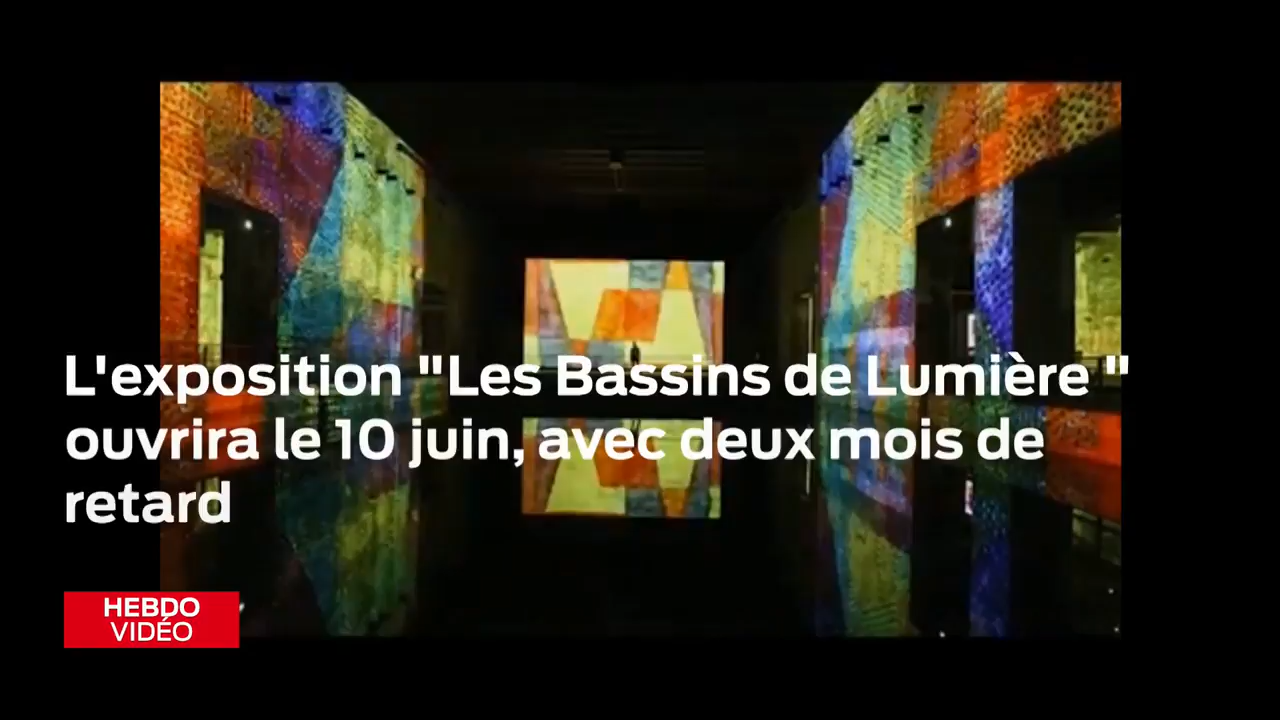 L'exposition "Les Bassins de Lumière "
ouvrira le 10 juin, avec deux mois de
retard
HEBDO
VIDÉO